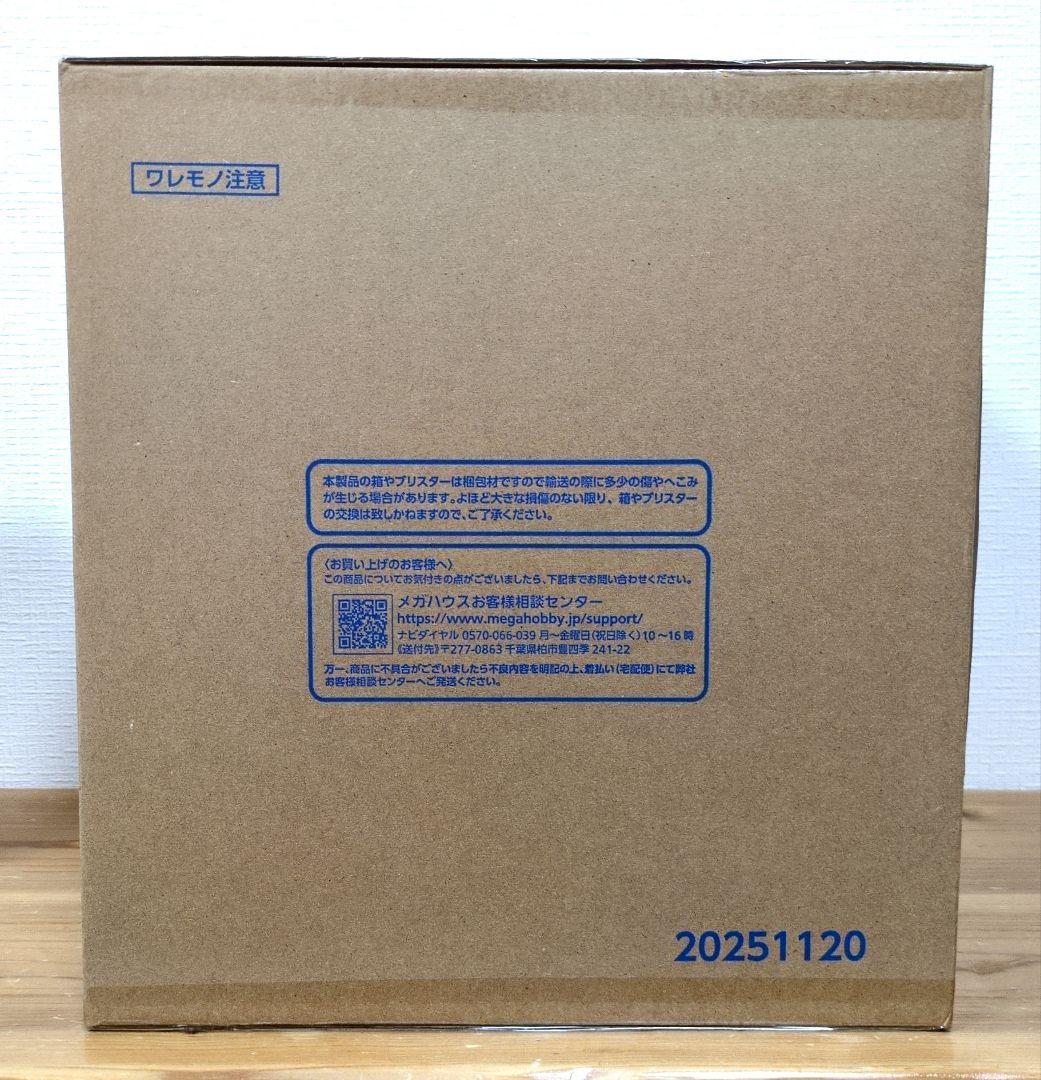 ワレモノ注意
本製品の箱やブリスターは梱包材ですので輸送の際に多少の傷やへこみ
が生じる場合があります。よほど大きな損傷のない限り、箱やブリスター
の交換は致しかねますので、ご了承ください。
〈お買い上げのお客様へ〉
この商品についてお気付きの点がございましたら、下記までお問い合わせください。
メガハウスお客様相談センター
https://www.megahobby.jp/support/
ナビダイヤル 0570-066-039 月〜金曜日(祝日除く)10〜16時
《送付先》〒277-0863 千葉県柏市豊四季 241-22
万一、商品に不具合がございましたら不良内容を明記の上、着払い(宅配便)にて弊社
お客様相談センターへご発送ください。
20251120